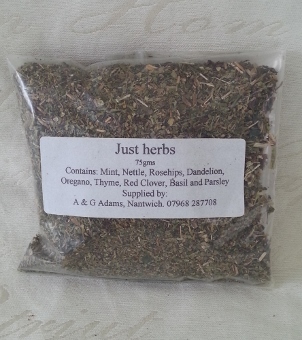 Just herbs
75gms
Contains: Mint, Nettle, Rosehips, Dandelion,
Oregano, Thyme, Red Clover, Basil and Parsley
Supplied by:
A & G Adams, Nantwich. 07968 287708